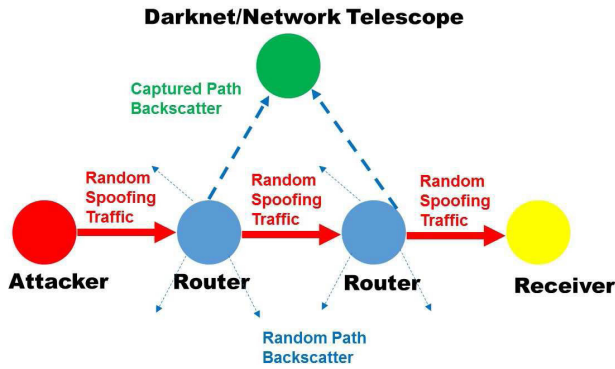 Darknet/Network Telescope
Captured Path
Backscatter
Random
Spoofing
Traffic
Random
Spoofing
Traffic
Random
Spoofing
Traffic
Attacker
Router
Router
Receiver
Random Path
Backscatter